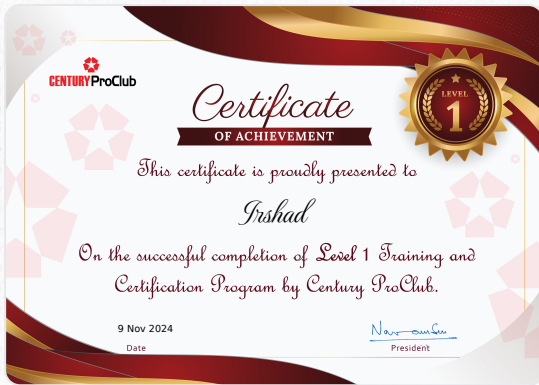 CENTURY ProClub
Certificate
OF ACHIEVEMENT
LEVEL
1
This certificate is proudly presented to
Irshad
On the successful completion of Level 1 Training and
Certification Program by Century ProClub.
9 Nov 2024
Date
President